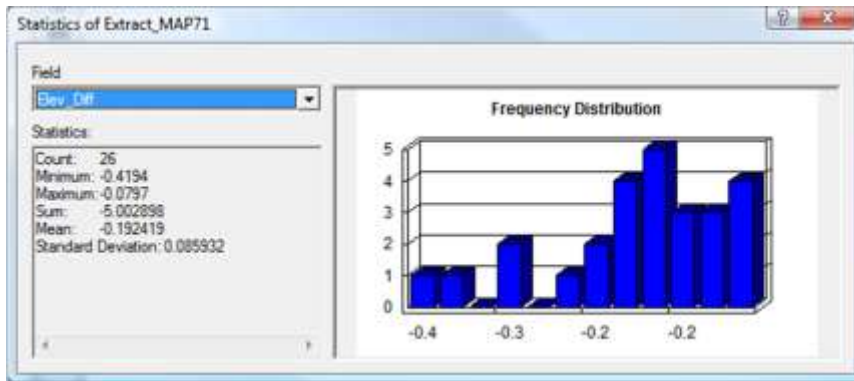 Statistics of Extract_MAP71
Field
Elev_Diff
Statistics:
Count: 26
Minimum: -0.4194
Maximum: -0.0797
Sum: -5.002898
Mean: -0.192419
Standard Deviation: 0.085932
Frequency Distribution
5
4
3
2
1
0
-0.4 -0.3 -0.2 -0.2